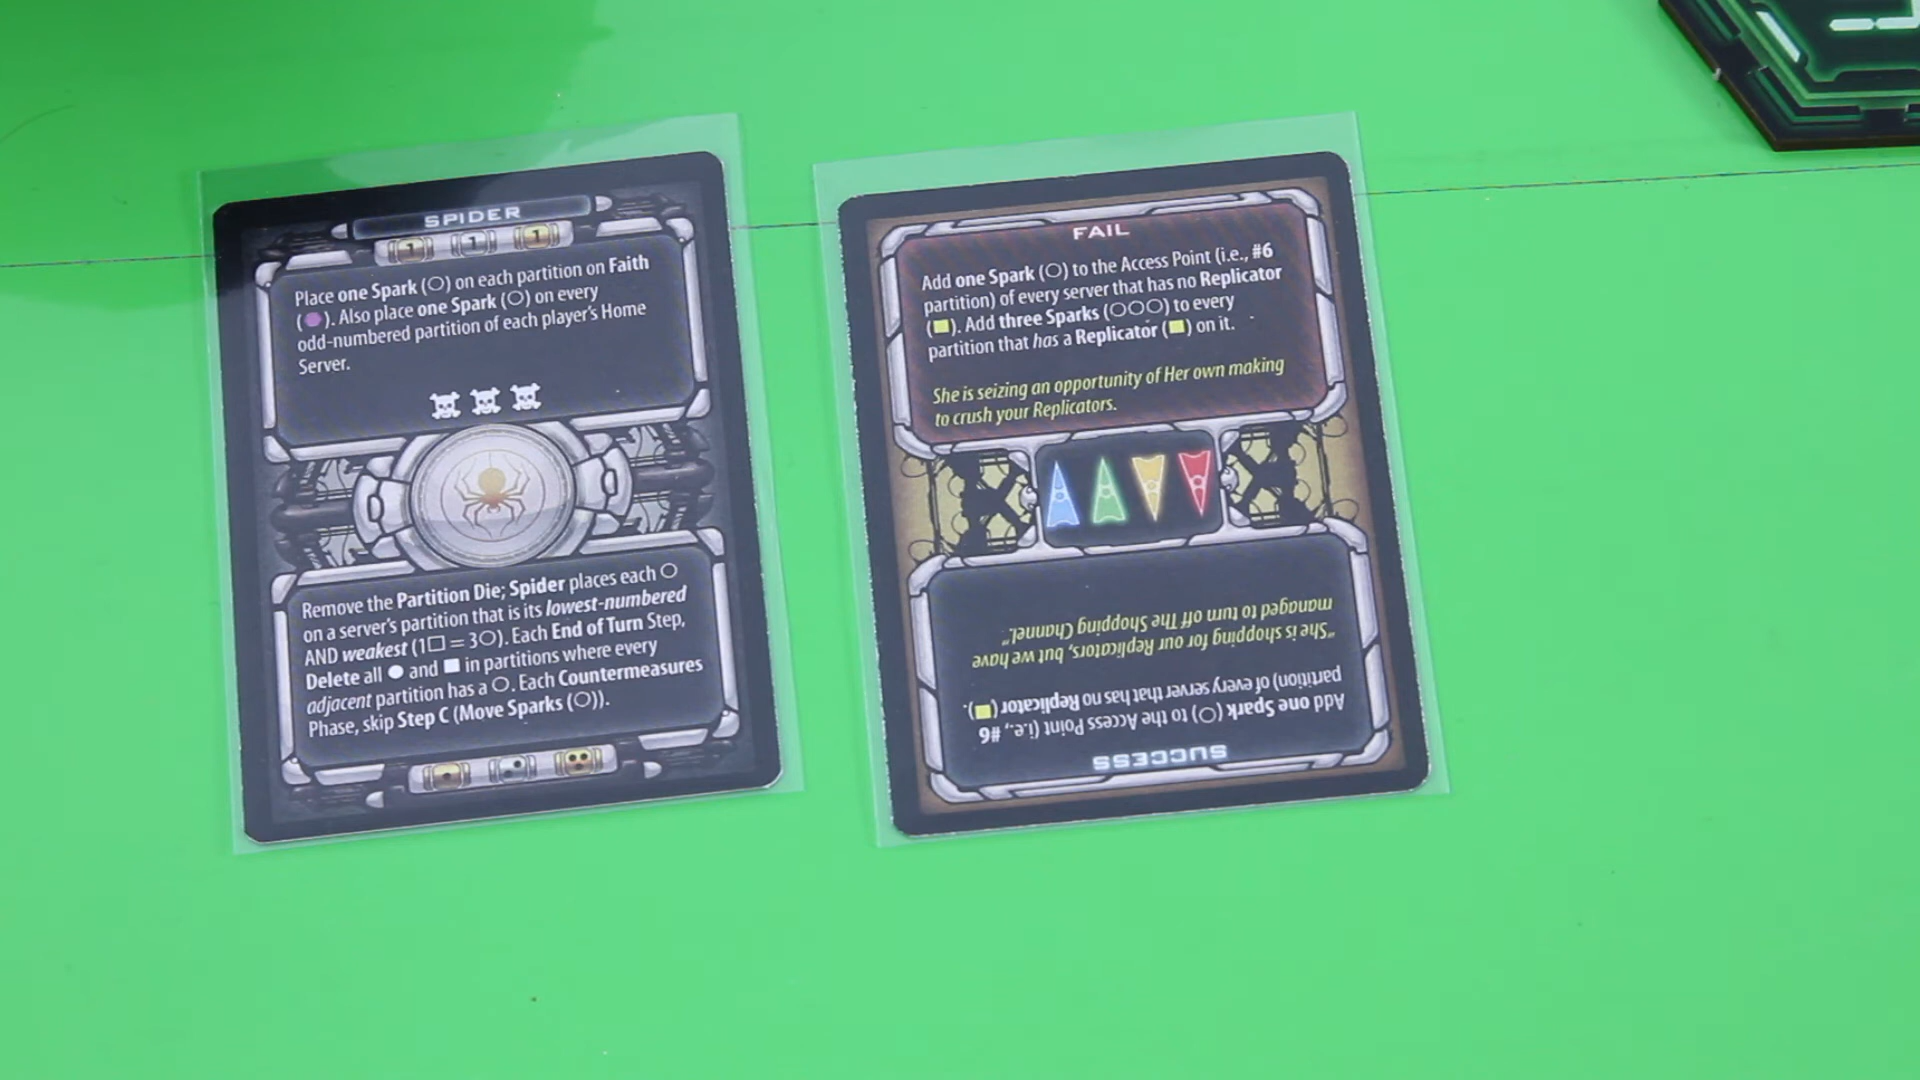 SPIDER
1 1 1
Place one Spark (○) on each partition on Faith
(⬢). Also place one Spark (○) on every
odd-numbered partition of each player's Home
Server.
Remove the Partition Die; Spider places each ○
on a server's partition that is its lowest-numbered
AND weakest (1□ = 3○). Each End of Turn Step,
Delete all ● and ■ in partitions where every
adjacent partition has a ○. Each Countermeasures
Phase, skip Step C (Move Sparks (○)).
FAIL
Add one Spark (○) to the Access Point (i.e., #6
partition) of every server that has no Replicator
(■). Add three Sparks (○○○) to every
partition that has a Replicator (■) on it.
She is seizing an opportunity of Her own making
to crush your Replicators.
SUCCESS
Add one Spark (○) to the Access Point (i.e., #6
partition) of every server that has no Replicator (■).
"She is shopping for our Replicators, but we have
managed to turn off The Shopping Channel."